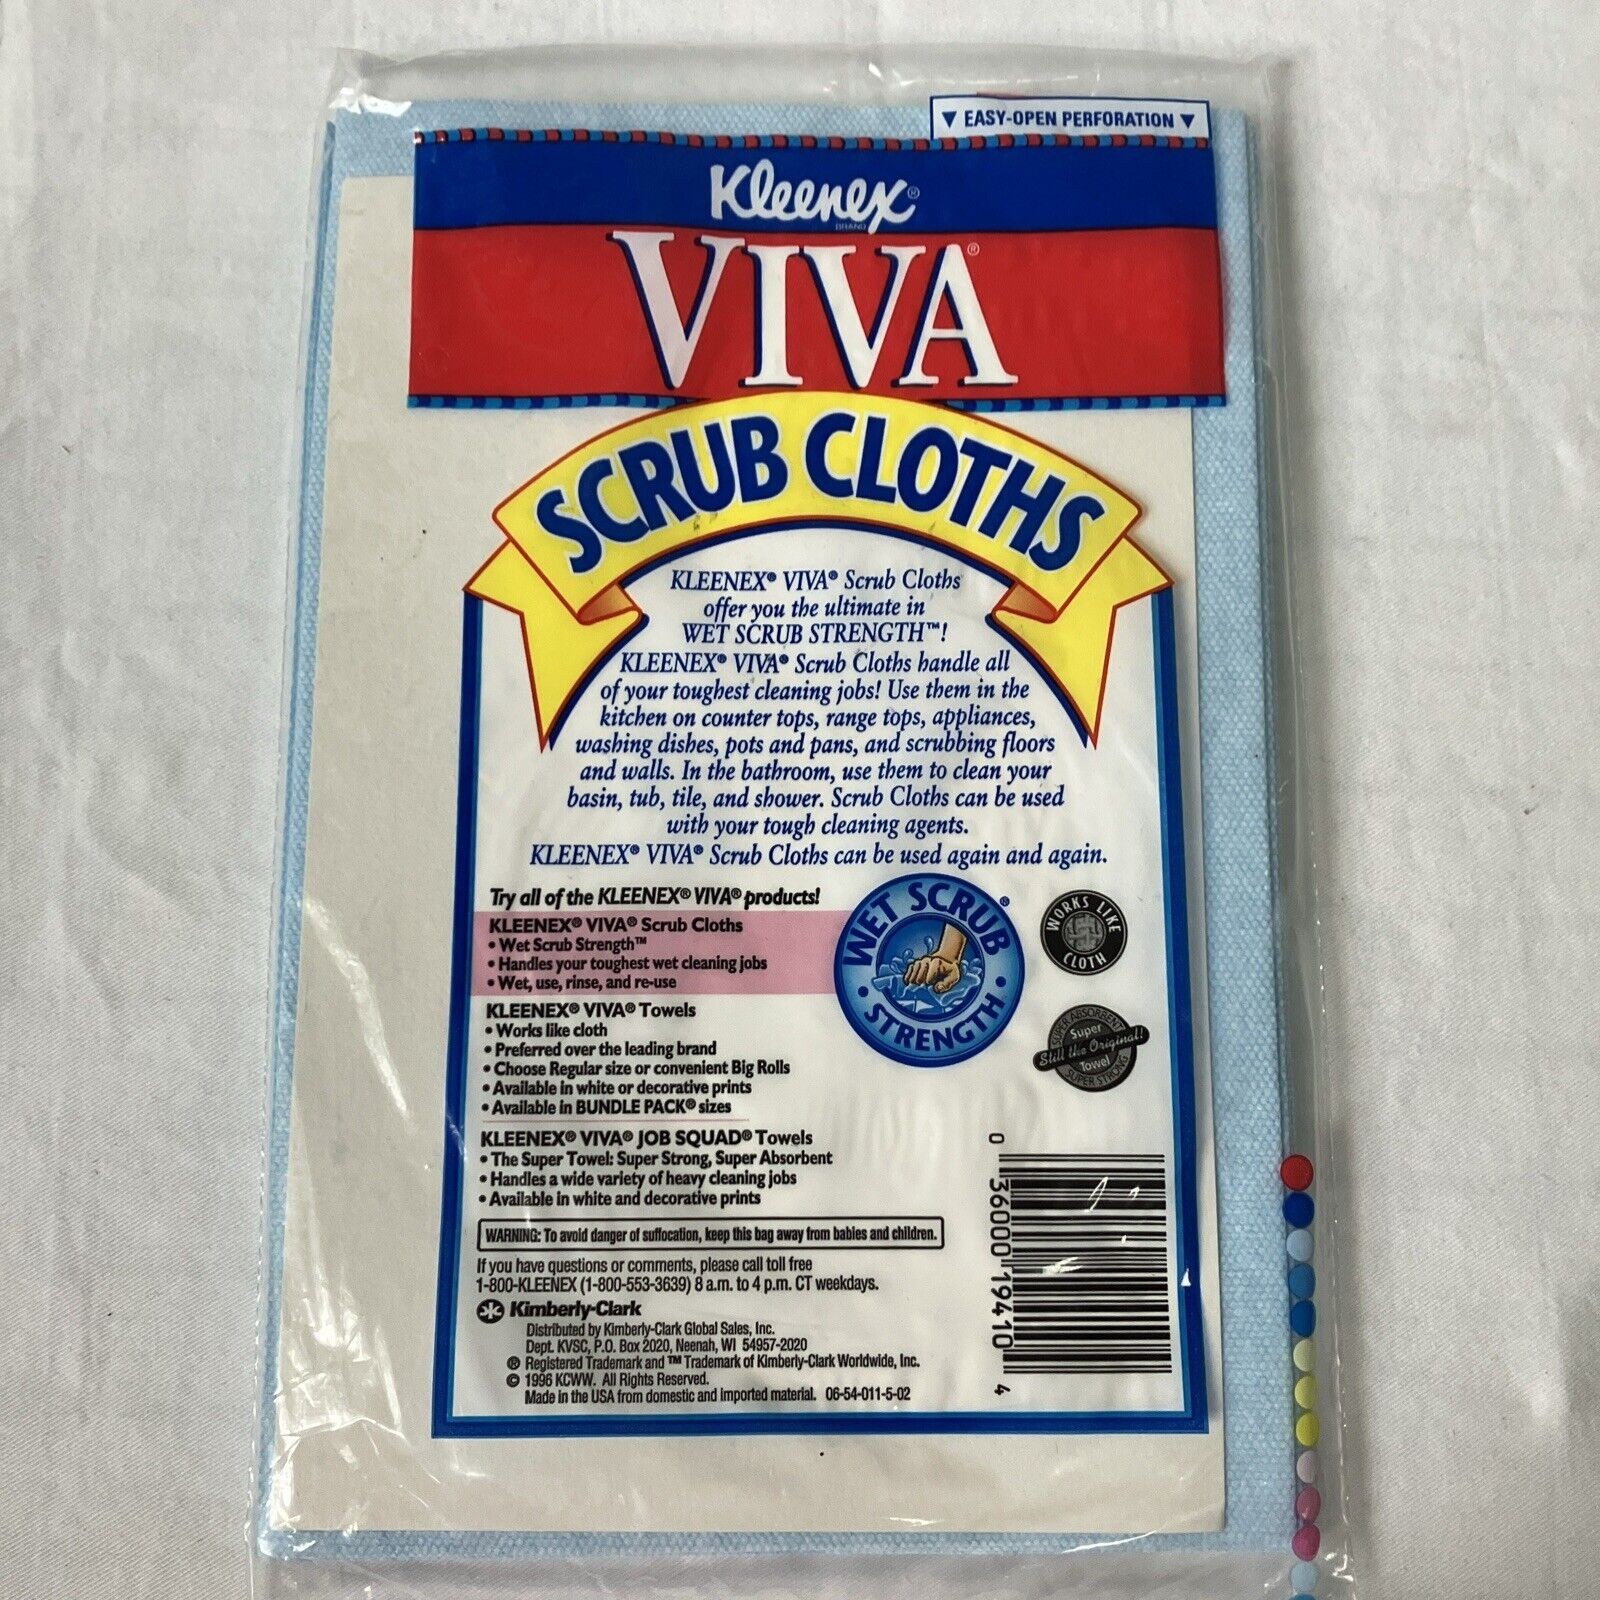 ▼ EASY-OPEN PERFORATION ▼
Kleenex®
BRAND
VIVA®
SCRUB CLOTHS
KLEENEX® VIVA® Scrub Cloths
offer you the ultimate in
WET SCRUB STRENGTH™!
KLEENEX® VIVA® Scrub Cloths handle all
of your toughest cleaning jobs! Use them in the
kitchen on counter tops, range tops, appliances,
washing dishes, pots and pans, and scrubbing floors
and walls. In the bathroom, use them to clean your
basin, tub, tile, and shower. Scrub Cloths can be used
with your tough cleaning agents.
KLEENEX® VIVA® Scrub Cloths can be used again and again.
Try all of the KLEENEX® VIVA® products!
KLEENEX® VIVA® Scrub Cloths
• Wet Scrub Strength™
• Handles your toughest wet cleaning jobs
• Wet, use, rinse, and re-use
KLEENEX® VIVA® Towels
• Works like cloth
• Preferred over the leading brand
• Choose Regular size or convenient Big Rolls
• Available in white or decorative prints
• Available in BUNDLE PACK® sizes
KLEENEX® VIVA® JOB SQUAD® Towels
• The Super Towel: Super Strong, Super Absorbent
• Handles a wide variety of heavy cleaning jobs
• Available in white and decorative prints
WET SCRUB®
• STRENGTH •
WORKS LIKE
CLOTH
SUPER ABSORBENT
Super
Still the Original!
Towel
SUPER STRONG
WARNING: To avoid danger of suffocation, keep this bag away from babies and children.
If you have questions or comments, please call toll free
1-800-KLEENEX (1-800-553-3639) 8 a.m. to 4 p.m. CT weekdays.
Kimberly-Clark
Distributed by Kimberly-Clark Global Sales, Inc.
Dept. KVSC, P.O. Box 2020, Neenah, WI 54957-2020
® Registered Trademark and ™ Trademark of Kimberly-Clark Worldwide, Inc.
© 1996 KCWW. All Rights Reserved.
Made in the USA from domestic and imported material. 06-54-011-5-02
0 36000 19410 4